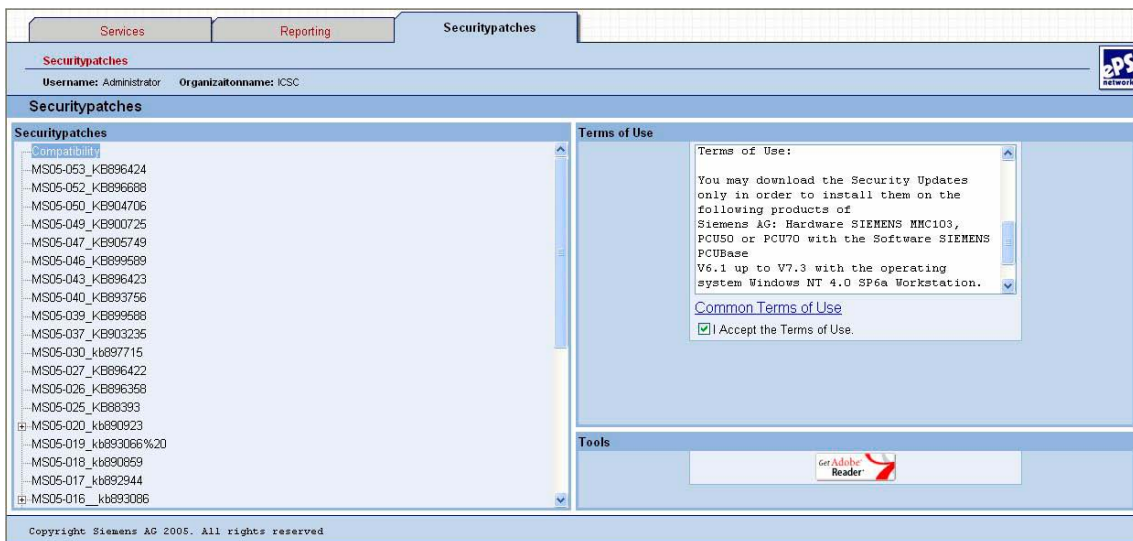 Services
Reporting
Securitypatches
Securitypatches
ePS
network
Username: Administrator Organizaitonname: ICSC
Securitypatches
Securitypatches
Compatibility
MS05-053_KB896424
MS05-052_KB896688
MS05-050_KB904706
MS05-049_KB900725
MS05-047_KB905749
MS05-046_KB899589
MS05-043_KB896423
MS05-040_KB893756
MS05-039_KB899588
MS05-037_KB903235
MS05-030_kb897715
MS05-027_KB896422
MS05-026_KB896358
MS05-025_KB88393
MS05-020_kb890923
MS05-019_kb893066%20
MS05-018_kb890859
MS05-017_kb892944
MS05-016__kb893086
Terms of Use
Terms of Use:
You may download the Security Updates
only in order to install them on the
following products of
Siemens AG: Hardware SIEMENS MMC103,
PCU50 or PCU70 with the Software SIEMENS
PCUBase
V6.1 up to V7.3 with the operating
system Windows NT 4.0 SP6a Workstation.
Common Terms of Use
I Accept the Terms of Use.
Tools
Get Adobe
Reader
Copyright Siemens AG 2005. All rights reserved